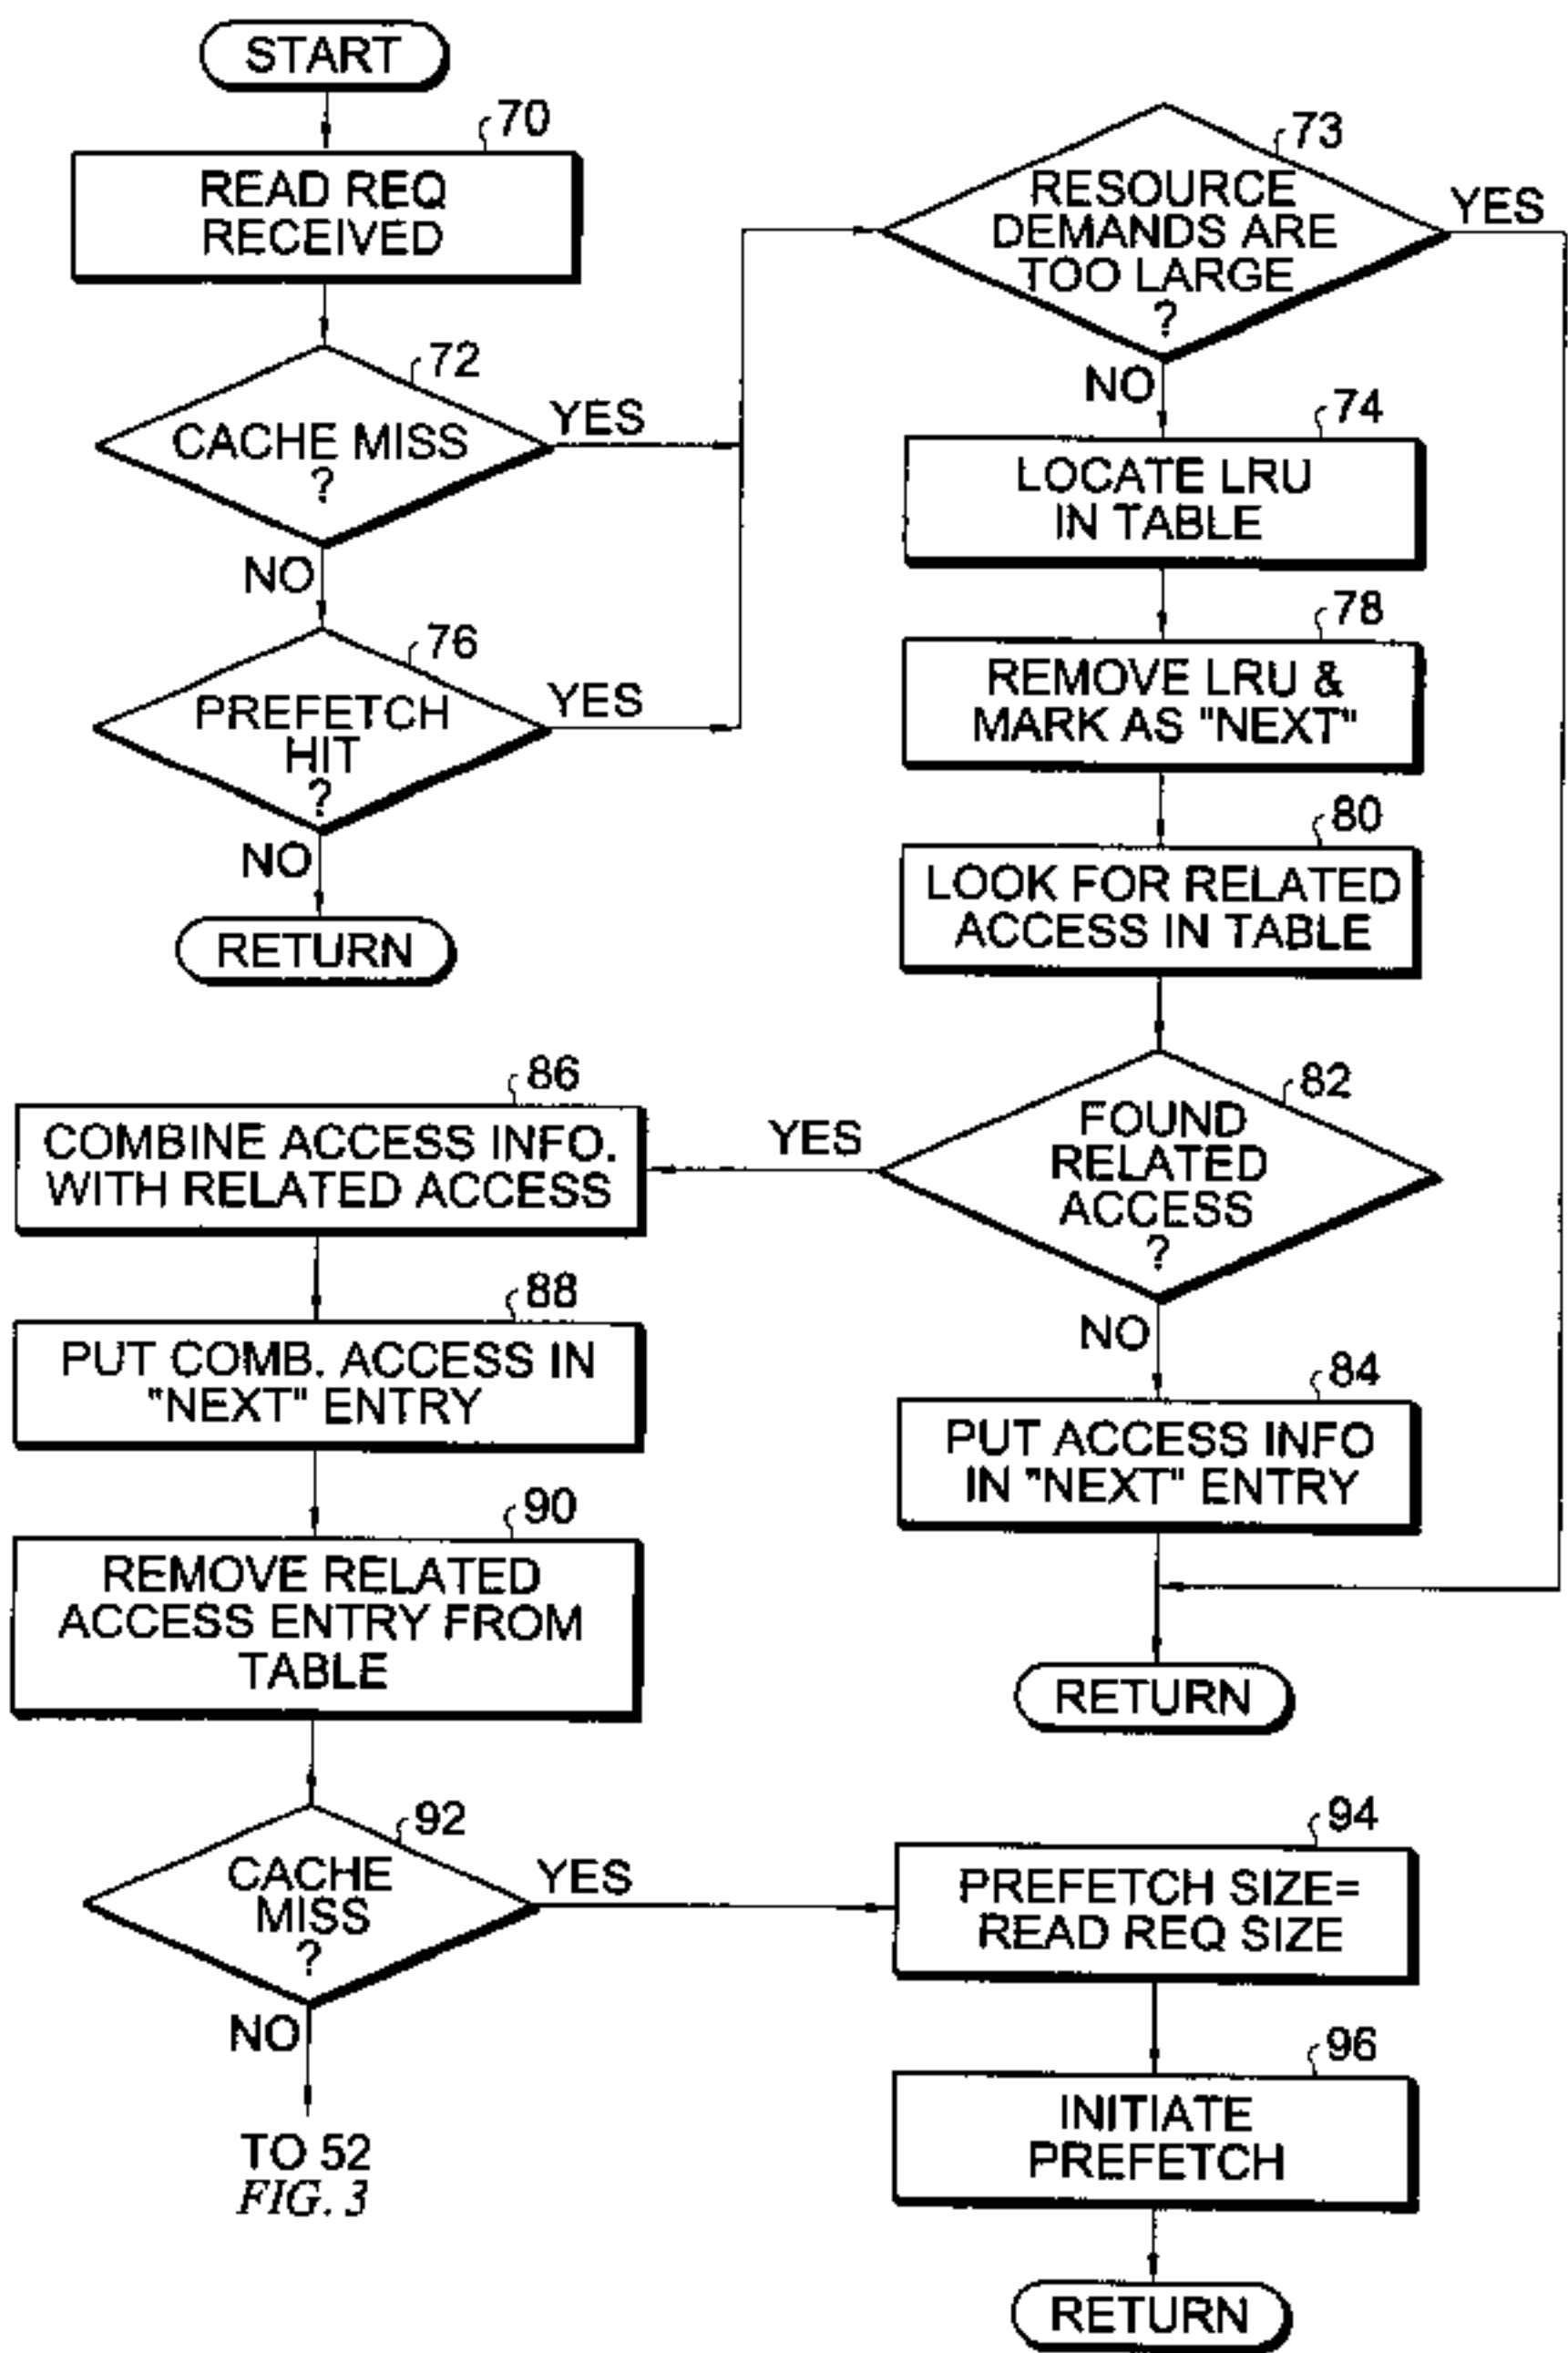 START
70
READ REQ
RECEIVED
72
CACHE MISS
?
YES
NO
76
PREFETCH
HIT
?
YES
NO
RETURN
73
RESOURCE
DEMANDS ARE
TOO LARGE
?
YES
NO
74
LOCATE LRU
IN TABLE
78
REMOVE LRU &
MARK AS "NEXT"
80
LOOK FOR RELATED
ACCESS IN TABLE
82
FOUND
RELATED
ACCESS
?
YES
NO
84
PUT ACCESS INFO
IN "NEXT" ENTRY
RETURN
86
COMBINE ACCESS INFO.
WITH RELATED ACCESS
88
PUT COMB. ACCESS IN
"NEXT" ENTRY
90
REMOVE RELATED
ACCESS ENTRY FROM
TABLE
92
CACHE
MISS
?
YES
NO
TO 52
FIG. 3
94
PREFETCH SIZE=
READ REQ SIZE
96
INITIATE
PREFETCH
RETURN